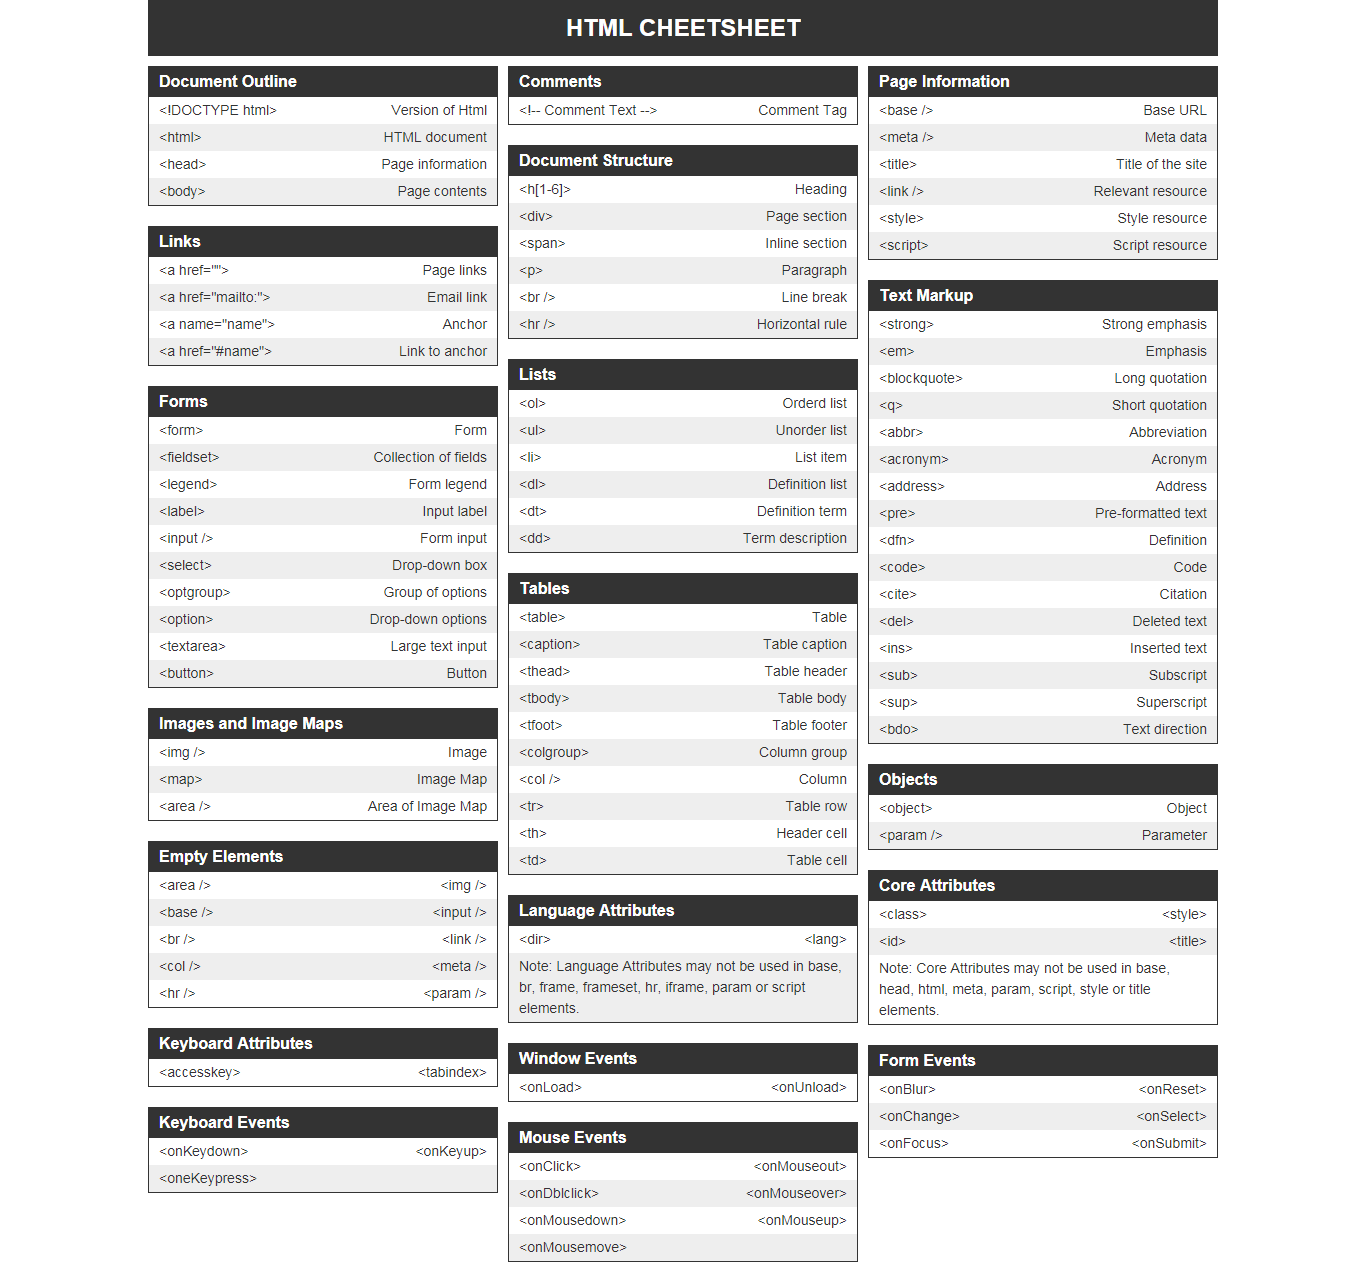 HTML CHEETSHEET
Document Outline
<!DOCTYPE html> Version of Html
<html> HTML document
<head> Page information
<body> Page contents
Links
<a href=""> Page links
<a href="mailto:"> Email link
<a name="name"> Anchor
<a href="#name"> Link to anchor
Forms
<form> Form
<fieldset> Collection of fields
<legend> Form legend
<label> Input label
<input /> Form input
<select> Drop-down box
<optgroup> Group of options
<option> Drop-down options
<textarea> Large text input
<button> Button
Images and Image Maps
<img /> Image
<map> Image Map
<area /> Area of Image Map
Empty Elements
<area /> <img />
<base /> <input />
<br /> <link />
<col /> <meta />
<hr /> <param />
Keyboard Attributes
<accesskey> <tabindex>
Keyboard Events
<onKeydown> <onKeyup>
<oneKeypress>
Comments
<!-- Comment Text --> Comment Tag
Document Structure
<h[1-6]> Heading
<div> Page section
<span> Inline section
<p> Paragraph
<br /> Line break
<hr /> Horizontal rule
Lists
<ol> Orderd list
<ul> Unorder list
<li> List item
<dl> Definition list
<dt> Definition term
<dd> Term description
Tables
<table> Table
<caption> Table caption
<thead> Table header
<tbody> Table body
<tfoot> Table footer
<colgroup> Column group
<col /> Column
<tr> Table row
<th> Header cell
<td> Table cell
Language Attributes
<dir> <lang>
Note: Language Attributes may not be used in base,
br, frame, frameset, hr, iframe, param or script
elements.
Window Events
<onLoad> <onUnload>
Mouse Events
<onClick> <onMouseout>
<onDblclick> <onMouseover>
<onMousedown> <onMouseup>
<onMousemove>
Page Information
<base /> Base URL
<meta /> Meta data
<title> Title of the site
<link /> Relevant resource
<style> Style resource
<script> Script resource
Text Markup
<strong> Strong emphasis
<em> Emphasis
<blockquote> Long quotation
<q> Short quotation
<abbr> Abbreviation
<acronym> Acronym
<address> Address
<pre> Pre-formatted text
<dfn> Definition
<code> Code
<cite> Citation
<del> Deleted text
<ins> Inserted text
<sub> Subscript
<sup> Superscript
<bdo> Text direction
Objects
<object> Object
<param /> Parameter
Core Attributes
<class> <style>
<id> <title>
Note: Core Attributes may not be used in base,
head, html, meta, param, script, style or title
elements.
Form Events
<onBlur> <onReset>
<onChange> <onSelect>
<onFocus> <onSubmit>